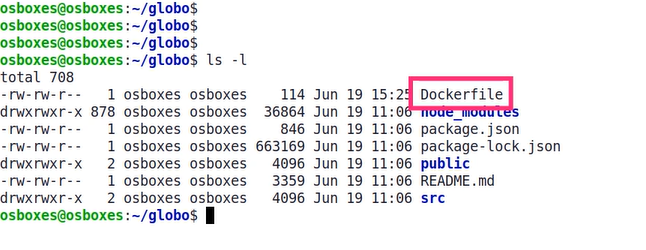 osboxes@osboxes:~/globo$
osboxes@osboxes:~/globo$
osboxes@osboxes:~/globo$
osboxes@osboxes:~/globo$ ls -l
total 708
-rw-rw-r-- 1 osboxes osboxes 114 Jun 19 15:25 Dockerfile
drwxrwxr-x 878 osboxes osboxes 36864 Jun 19 11:06 node_modules
-rw-rw-r-- 1 osboxes osboxes 846 Jun 19 11:06 package.json
-rw-rw-r-- 1 osboxes osboxes 663169 Jun 19 11:06 package-lock.json
drwxrwxr-x 2 osboxes osboxes 4096 Jun 19 11:06 public
-rw-rw-r-- 1 osboxes osboxes 3359 Jun 19 11:06 README.md
drwxrwxr-x 2 osboxes osboxes 4096 Jun 19 11:06 src
osboxes@osboxes:~/globo$